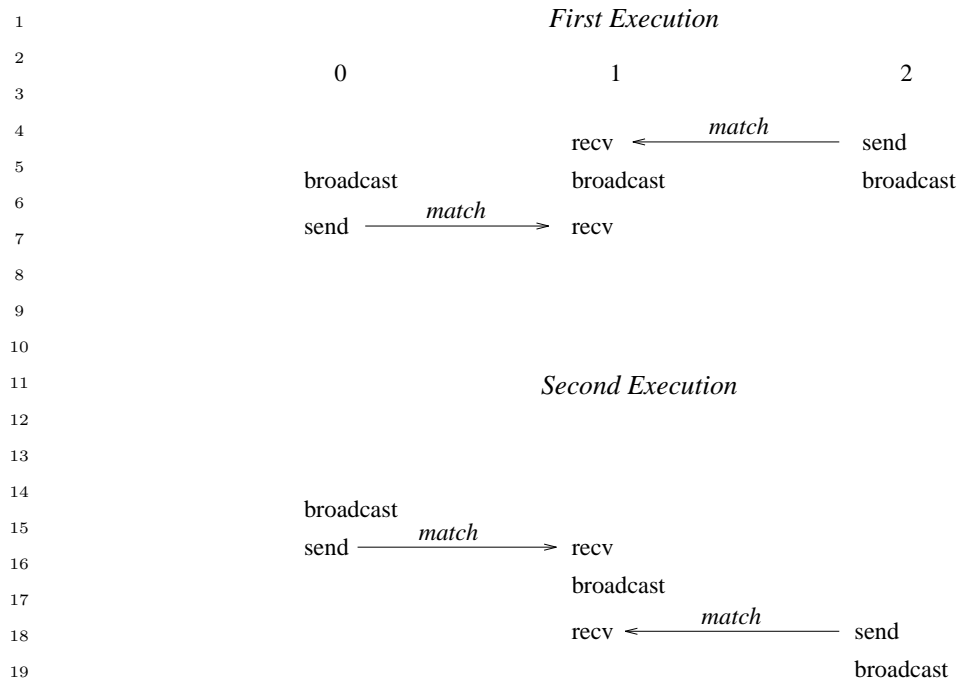 1 First Execution
2
0 1 2
3
4 match
recv send
5
broadcast broadcast broadcast
6 match
send recv
7
8
9
10
11 Second Execution
12
13
14
broadcast
15 match
send recv
16
broadcast
17
match
18 recv send
19 broadcast